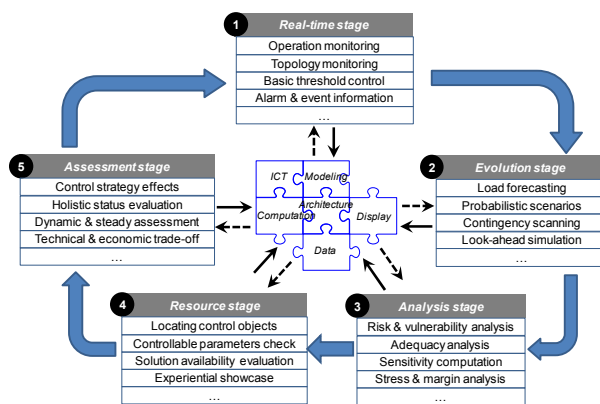 1
Real-time stage
Operation monitoring
Topology monitoring
Basic threshold control
Alarm & event information
...
2
Evolution stage
Load forecasting
Probabilistic scenarios
Contingency scanning
Look-ahead simulation
...
5
Assessment stage
Control strategy effects
Holistic status evaluation
Dynamic & steady assessment
Technical & economic trade-off
...
ICT
Modeling
Architecture
Computation
Display
Data
4
Resource stage
Locating control objects
Controllable parameters check
Solution availability evaluation
Experiential showcase
...
3
Analysis stage
Risk & vulnerability analysis
Adequacy analysis
Sensitivity computation
Stress & margin analysis
...